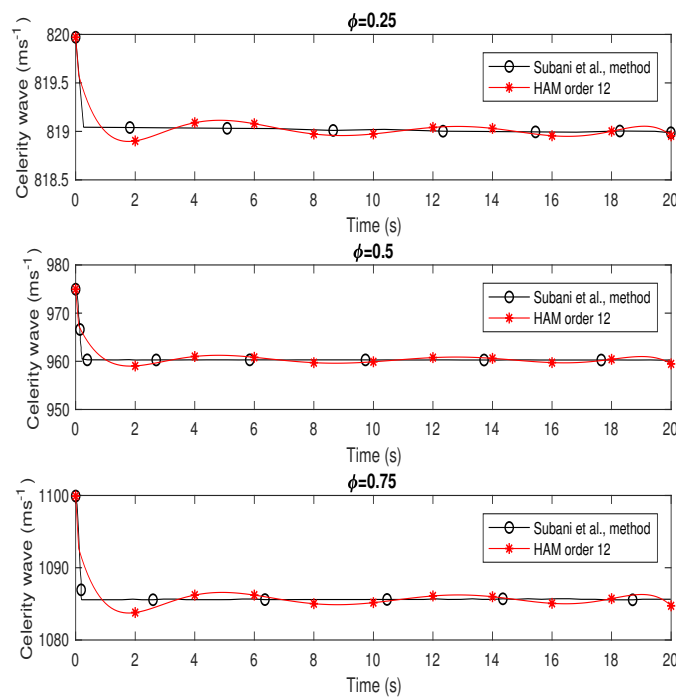 ϕ=0.25
Celerity wave (ms⁻¹)
820
819.5
819
818.5
Subani et al., method
HAM order 12
0 2 4 6 8 10 12 14 16 18 20
Time (s)
ϕ=0.5
Celerity wave (ms⁻¹)
980
970
960
950
Subani et al., method
HAM order 12
0 2 4 6 8 10 12 14 16 18 20
Time (s)
ϕ=0.75
Celerity wave (ms⁻¹)
1100
1090
1080
Subani et al., method
HAM order 12
0 2 4 6 8 10 12 14 16 18 20
Time (s)